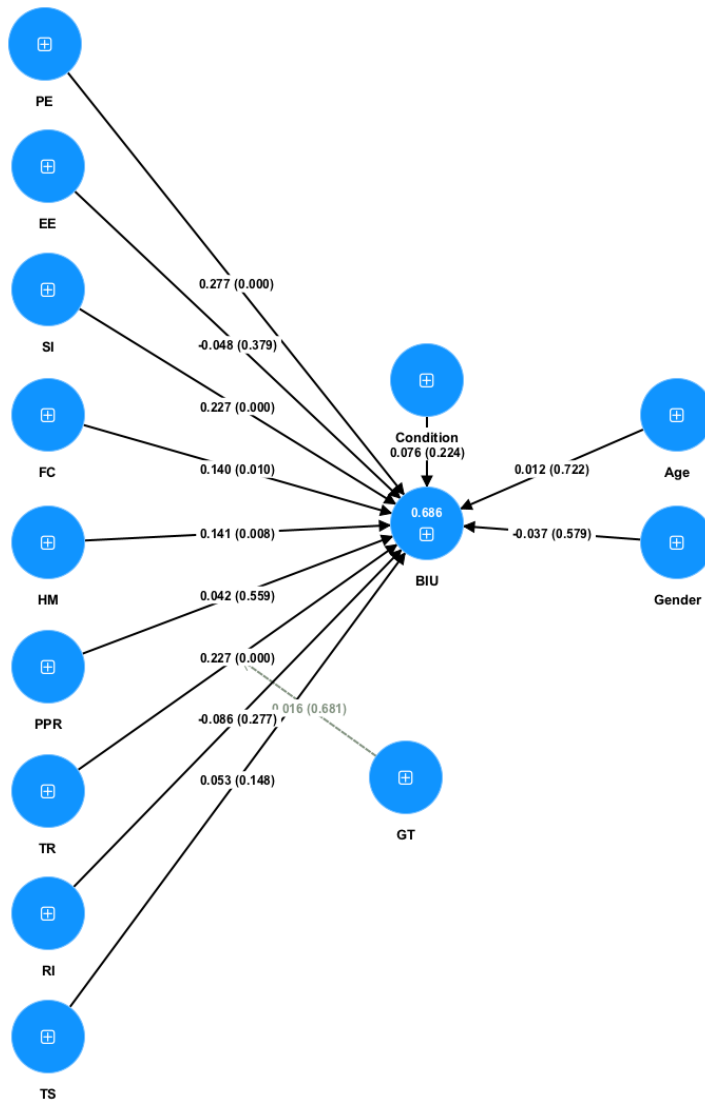 PE
EE
0.277 (0.000)
SI
-0.048 (0.379)
0.227 (0.000)
Condition
0.076 (0.224)
FC
0.140 (0.010)
0.012 (0.722)
Age
0.686
HM
0.141 (0.008)
-0.037 (0.579)
BIU
Gender
0.042 (0.559)
PPR
0.227 (0.000)
0.016 (0.681)
-0.086 (0.277)
TR
0.053 (0.148)
GT
RI
TS